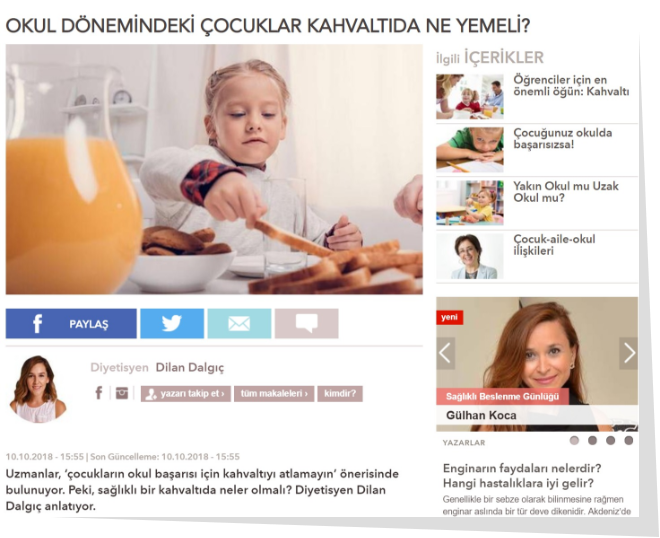 OKUL DÖNEMİNDEKİ ÇOCUKLAR KAHVALTIDA NE YEMELİ?
İlgili İÇERİKLER
Öğrenciler için en
önemli öğün: Kahvaltı
Çocuğunuz okulda
başarısızsa!
Yakın Okul mu Uzak
Okul mu?
Çocuk-aile-okul
ilişkileri
PAYLAŞ
Diyetisyen Dilan Dalgıç
yazarı takip et ›
tüm makaleleri ›
kimdir?
10.10.2018 - 15:55 | Son Güncelleme: 10.10.2018 - 15:55
Uzmanlar, ‘çocukların okul başarısı için kahvaltıyı atlamayın’ önerisinde
bulunuyor. Peki, sağlıklı bir kahvaltıda neler olmalı? Diyetisyen Dilan
Dalgıç anlatıyor.
yeni
Sağlıklı Beslenme Günlüğü
Gülhan Koca
YAZARLAR
Enginarın faydaları nelerdir?
Hangi hastalıklara iyi gelir?
Genellikle bir sebze olarak bilinmesine rağmen
enginar aslında bir tür deve dikenidir. Akdeniz'de